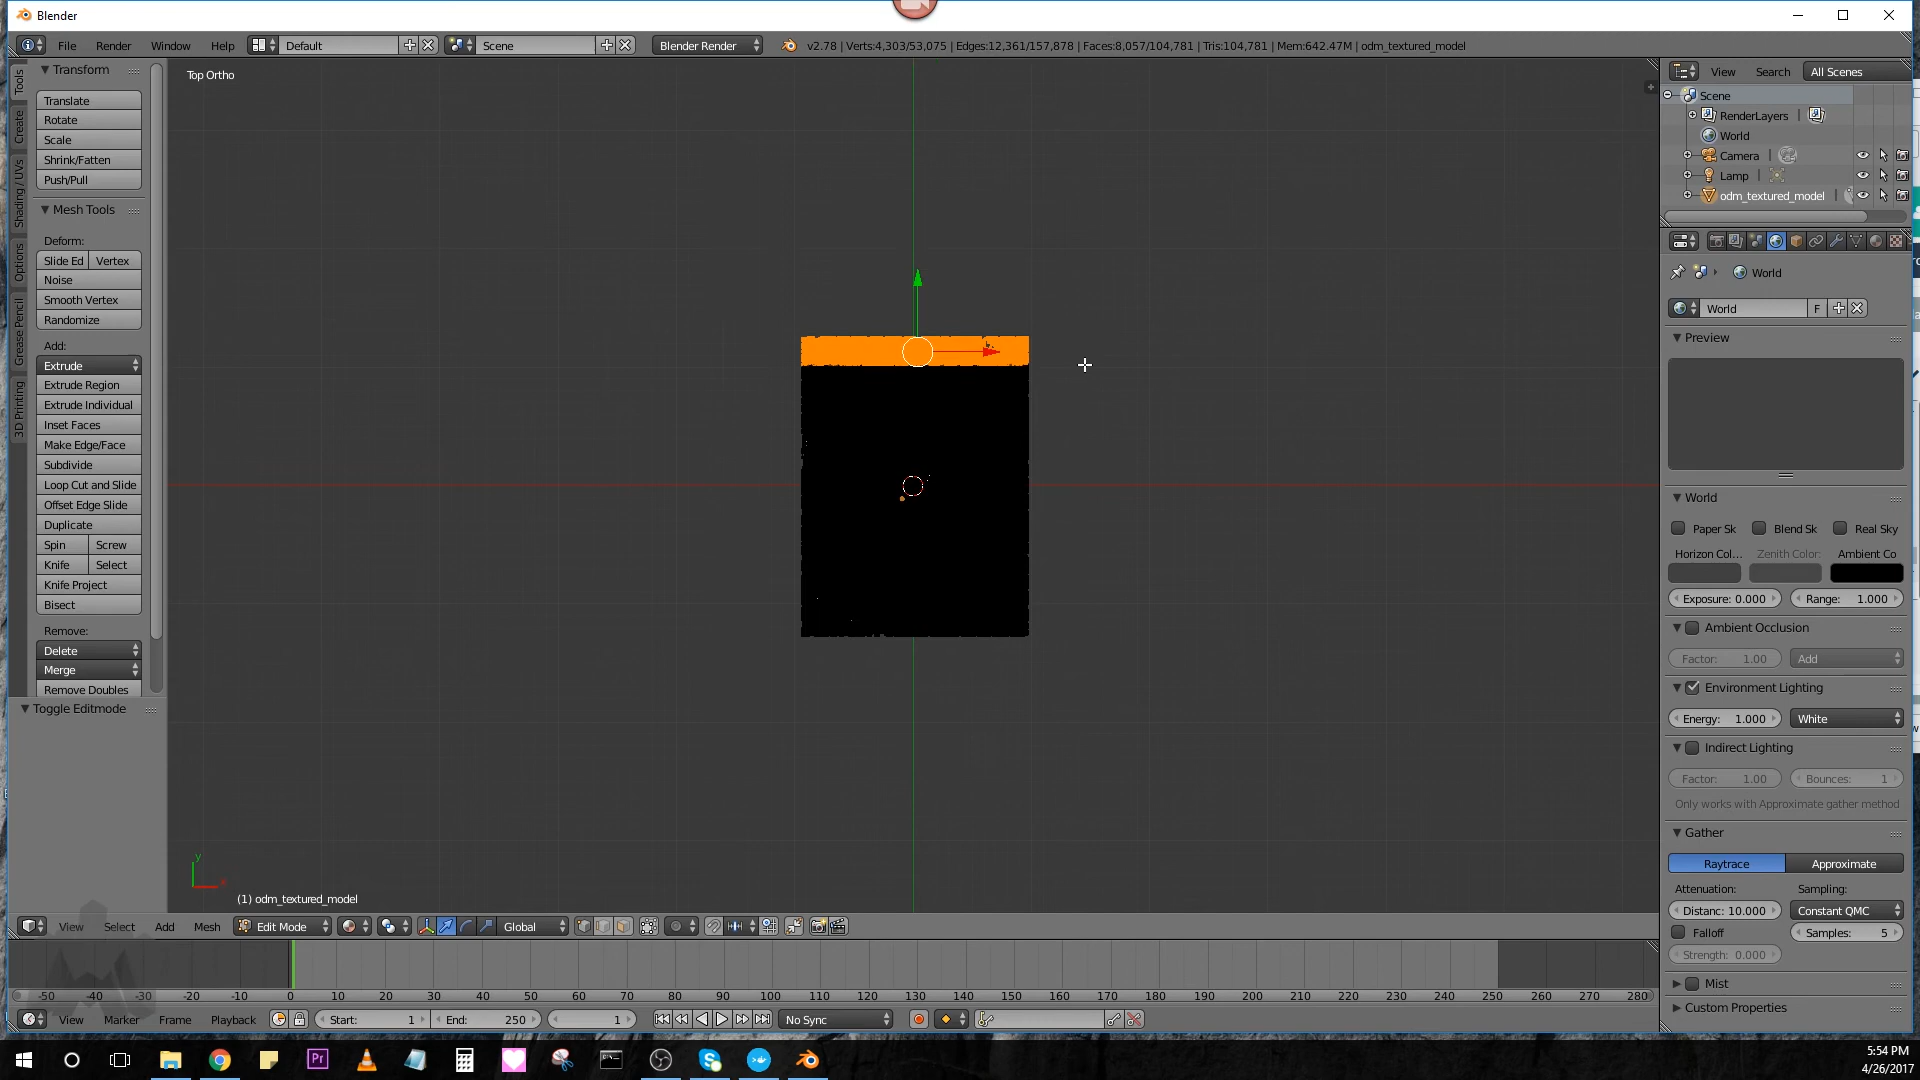 Blender
File Render Window Help Default Scene Blender Render v2.78 | Verts:4,303/53,075 | Edges:12,361/157,878 | Faces:8,057/104,781 | Tris:104,781 | Mem:642.47M | odm_textured_model
Tools
Create
Shading / UVs
Options
Grease Pencil
3D Printing
Transform
Translate
Rotate
Scale
Shrink/Fatten
Push/Pull
Mesh Tools
Deform:
Slide Ed Vertex
Noise
Smooth Vertex
Randomize
Add:
Extrude
Extrude Region
Extrude Individual
Inset Faces
Make Edge/Face
Subdivide
Loop Cut and Slide
Offset Edge Slide
Duplicate
Spin Screw
Knife Select
Knife Project
Bisect
Remove:
Delete
Merge
Remove Doubles
Toggle Editmode
Top Ortho
y
(1) odm_textured_model
View Select Add Mesh Edit Mode Global
View Search All Scenes
Scene
RenderLayers |
World
Camera |
Lamp |
odm_textured_model
World
World F
Preview
World
Paper Sk Blend Sk Real Sky
Horizon Col... Zenith Color: Ambient Co
Exposure: 0.000 Range: 1.000
Ambient Occlusion
Factor: 1.00 Add
Environment Lighting
Energy: 1.000 White
Indirect Lighting
Factor: 1.00 Bounces: 1
Only works with Approximate gather method
Gather
Raytrace Approximate
Attenuation: Sampling:
Distanc: 10.000 Constant QMC
Falloff Samples: 5
Strength: 0.000
Mist
Custom Properties
-50 -40 -30 -20 -10 0 10 20 30 40 50 60 70 80 90 100 110 120 130 140 150 160 170 180 190 200 210 220 230 240 250 260 270 280
View Marker Frame Playback Start: 1 End: 250 1 No Sync
Pr
5:54 PM
4/26/2017